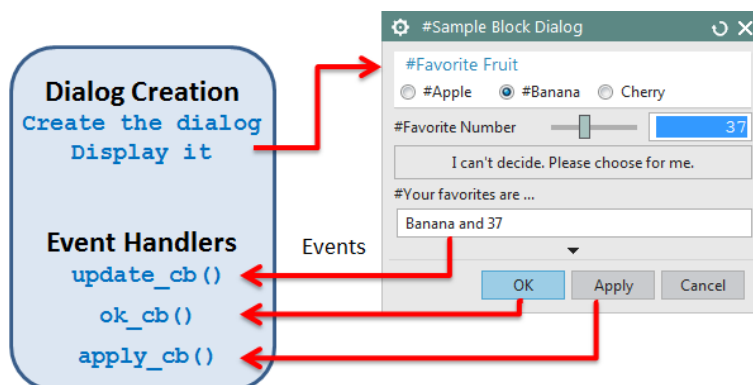 Dialog Creation
Create the dialog
Display it
Event Handlers
update_cb()
ok_cb()
apply_cb()
Events
#Sample Block Dialog
#Favorite Fruit
#Apple #Banana Cherry
#Favorite Number 37
I can't decide. Please choose for me.
#Your favorites are ...
Banana and 37
OK Apply Cancel